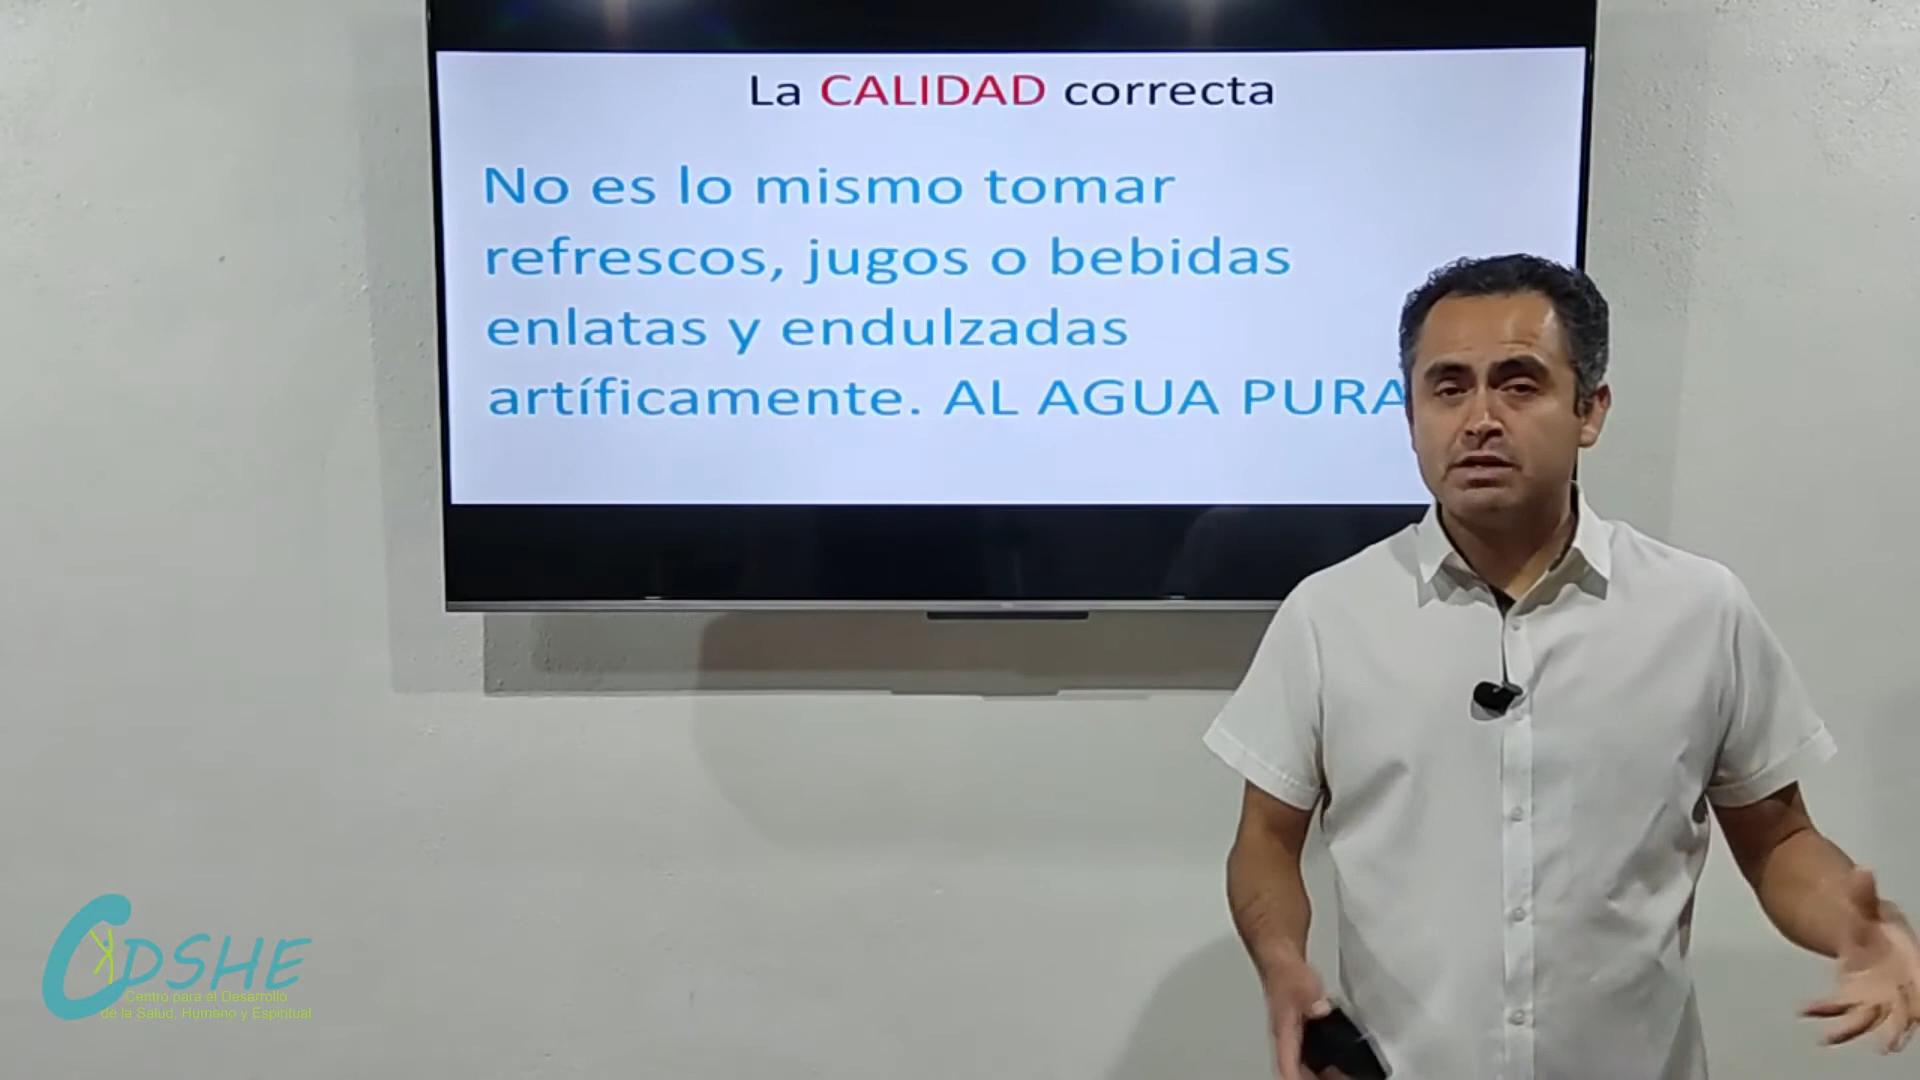 La CALIDAD correcta
No es lo mismo tomar
refrescos, jugos o bebidas
enlatas y endulzadas
artíficamente. AL AGUA PURA
CDSHE
Centro para el Desarrollo
de la Salud, Humano y Espiritual